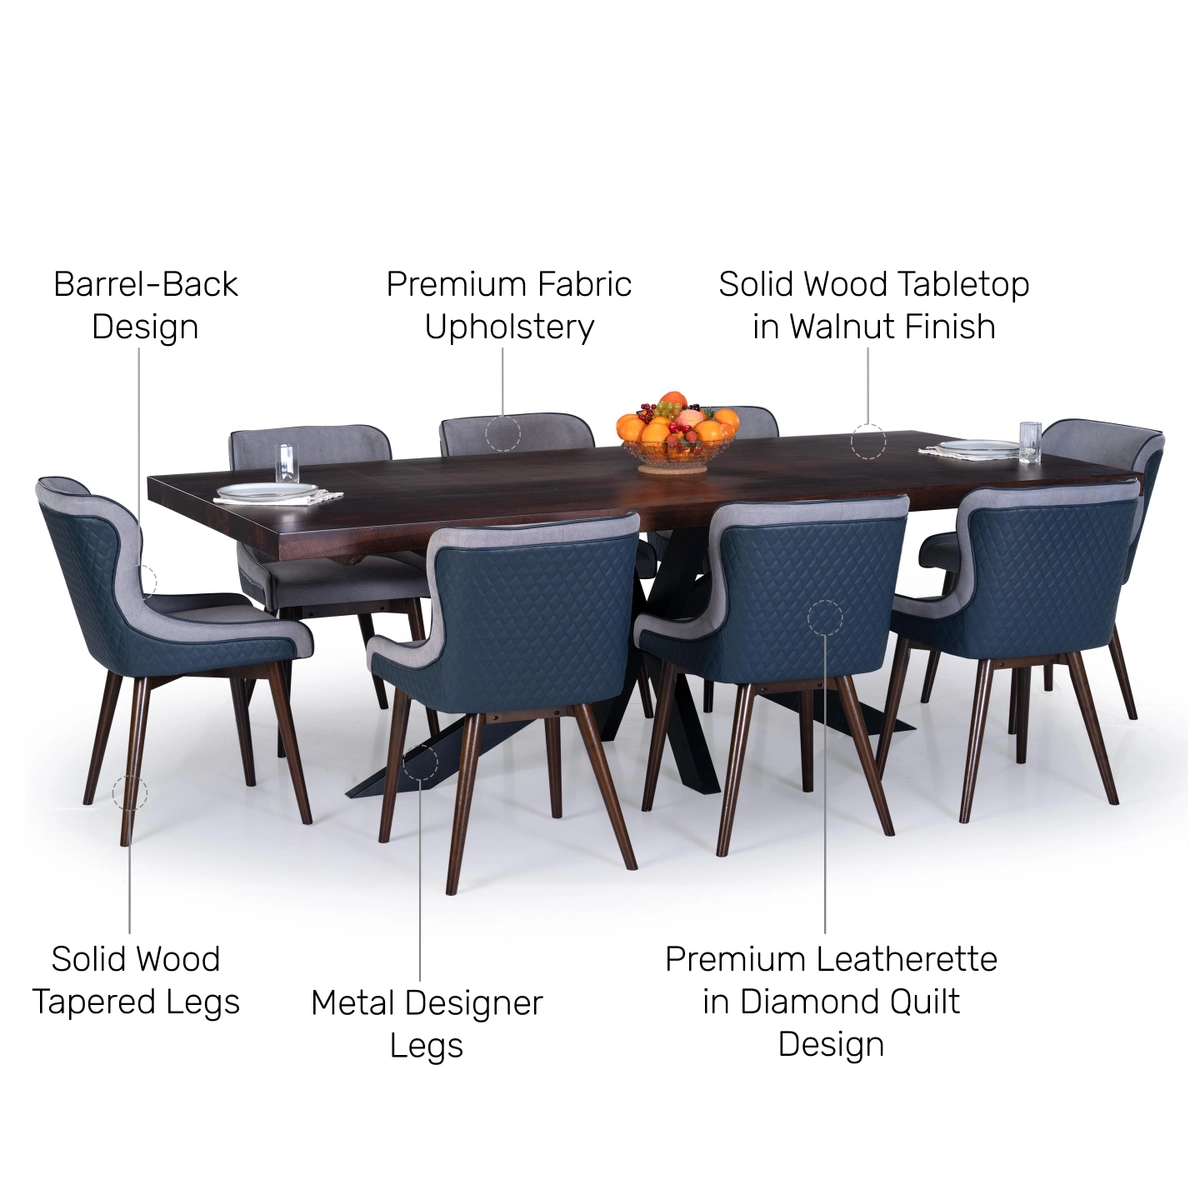 Barrel-Back
Design
Premium Fabric
Upholstery
Solid Wood Tabletop
in Walnut Finish
Solid Wood
Tapered Legs
Metal Designer
Legs
Premium Leatherette
in Diamond Quilt
Design